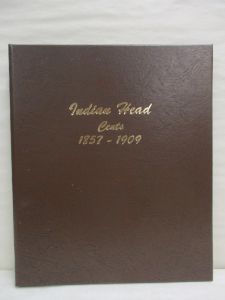 Indian Head
Cents
1857 - 1909